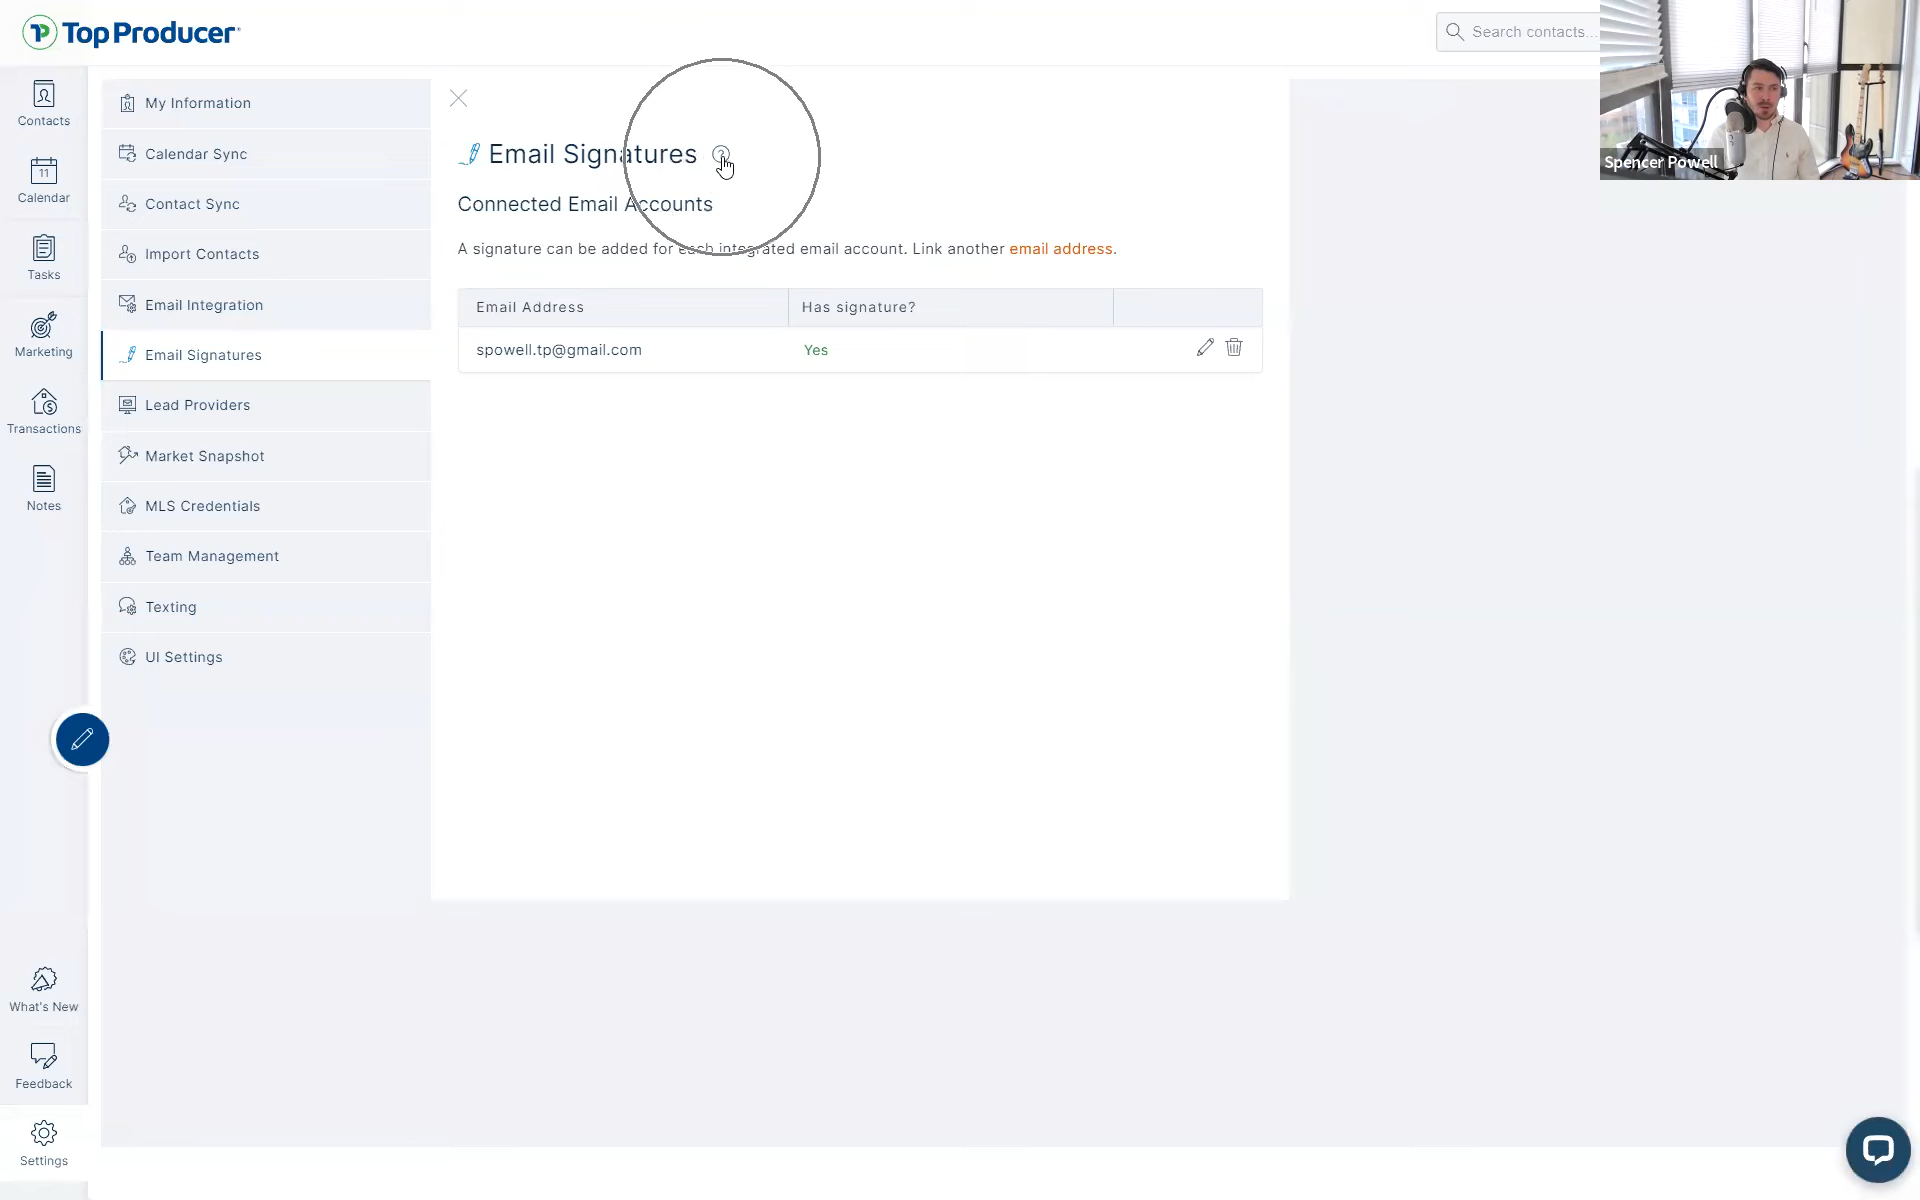 Top Producer
Search contacts...
Spencer Powell
Contacts
11
Calendar
Tasks
Marketing
Transactions
Notes
What's New
Feedback
Settings
My Information
Calendar Sync
Contact Sync
Import Contacts
Email Integration
Email Signatures
Lead Providers
Market Snapshot
MLS Credentials
Team Management
Texting
UI Settings
Email Signatures
Connected Email Accounts
A signature can be added for each integrated email account. Link another email address.
Email Address Has signature?
spowell.tp@gmail.com Yes